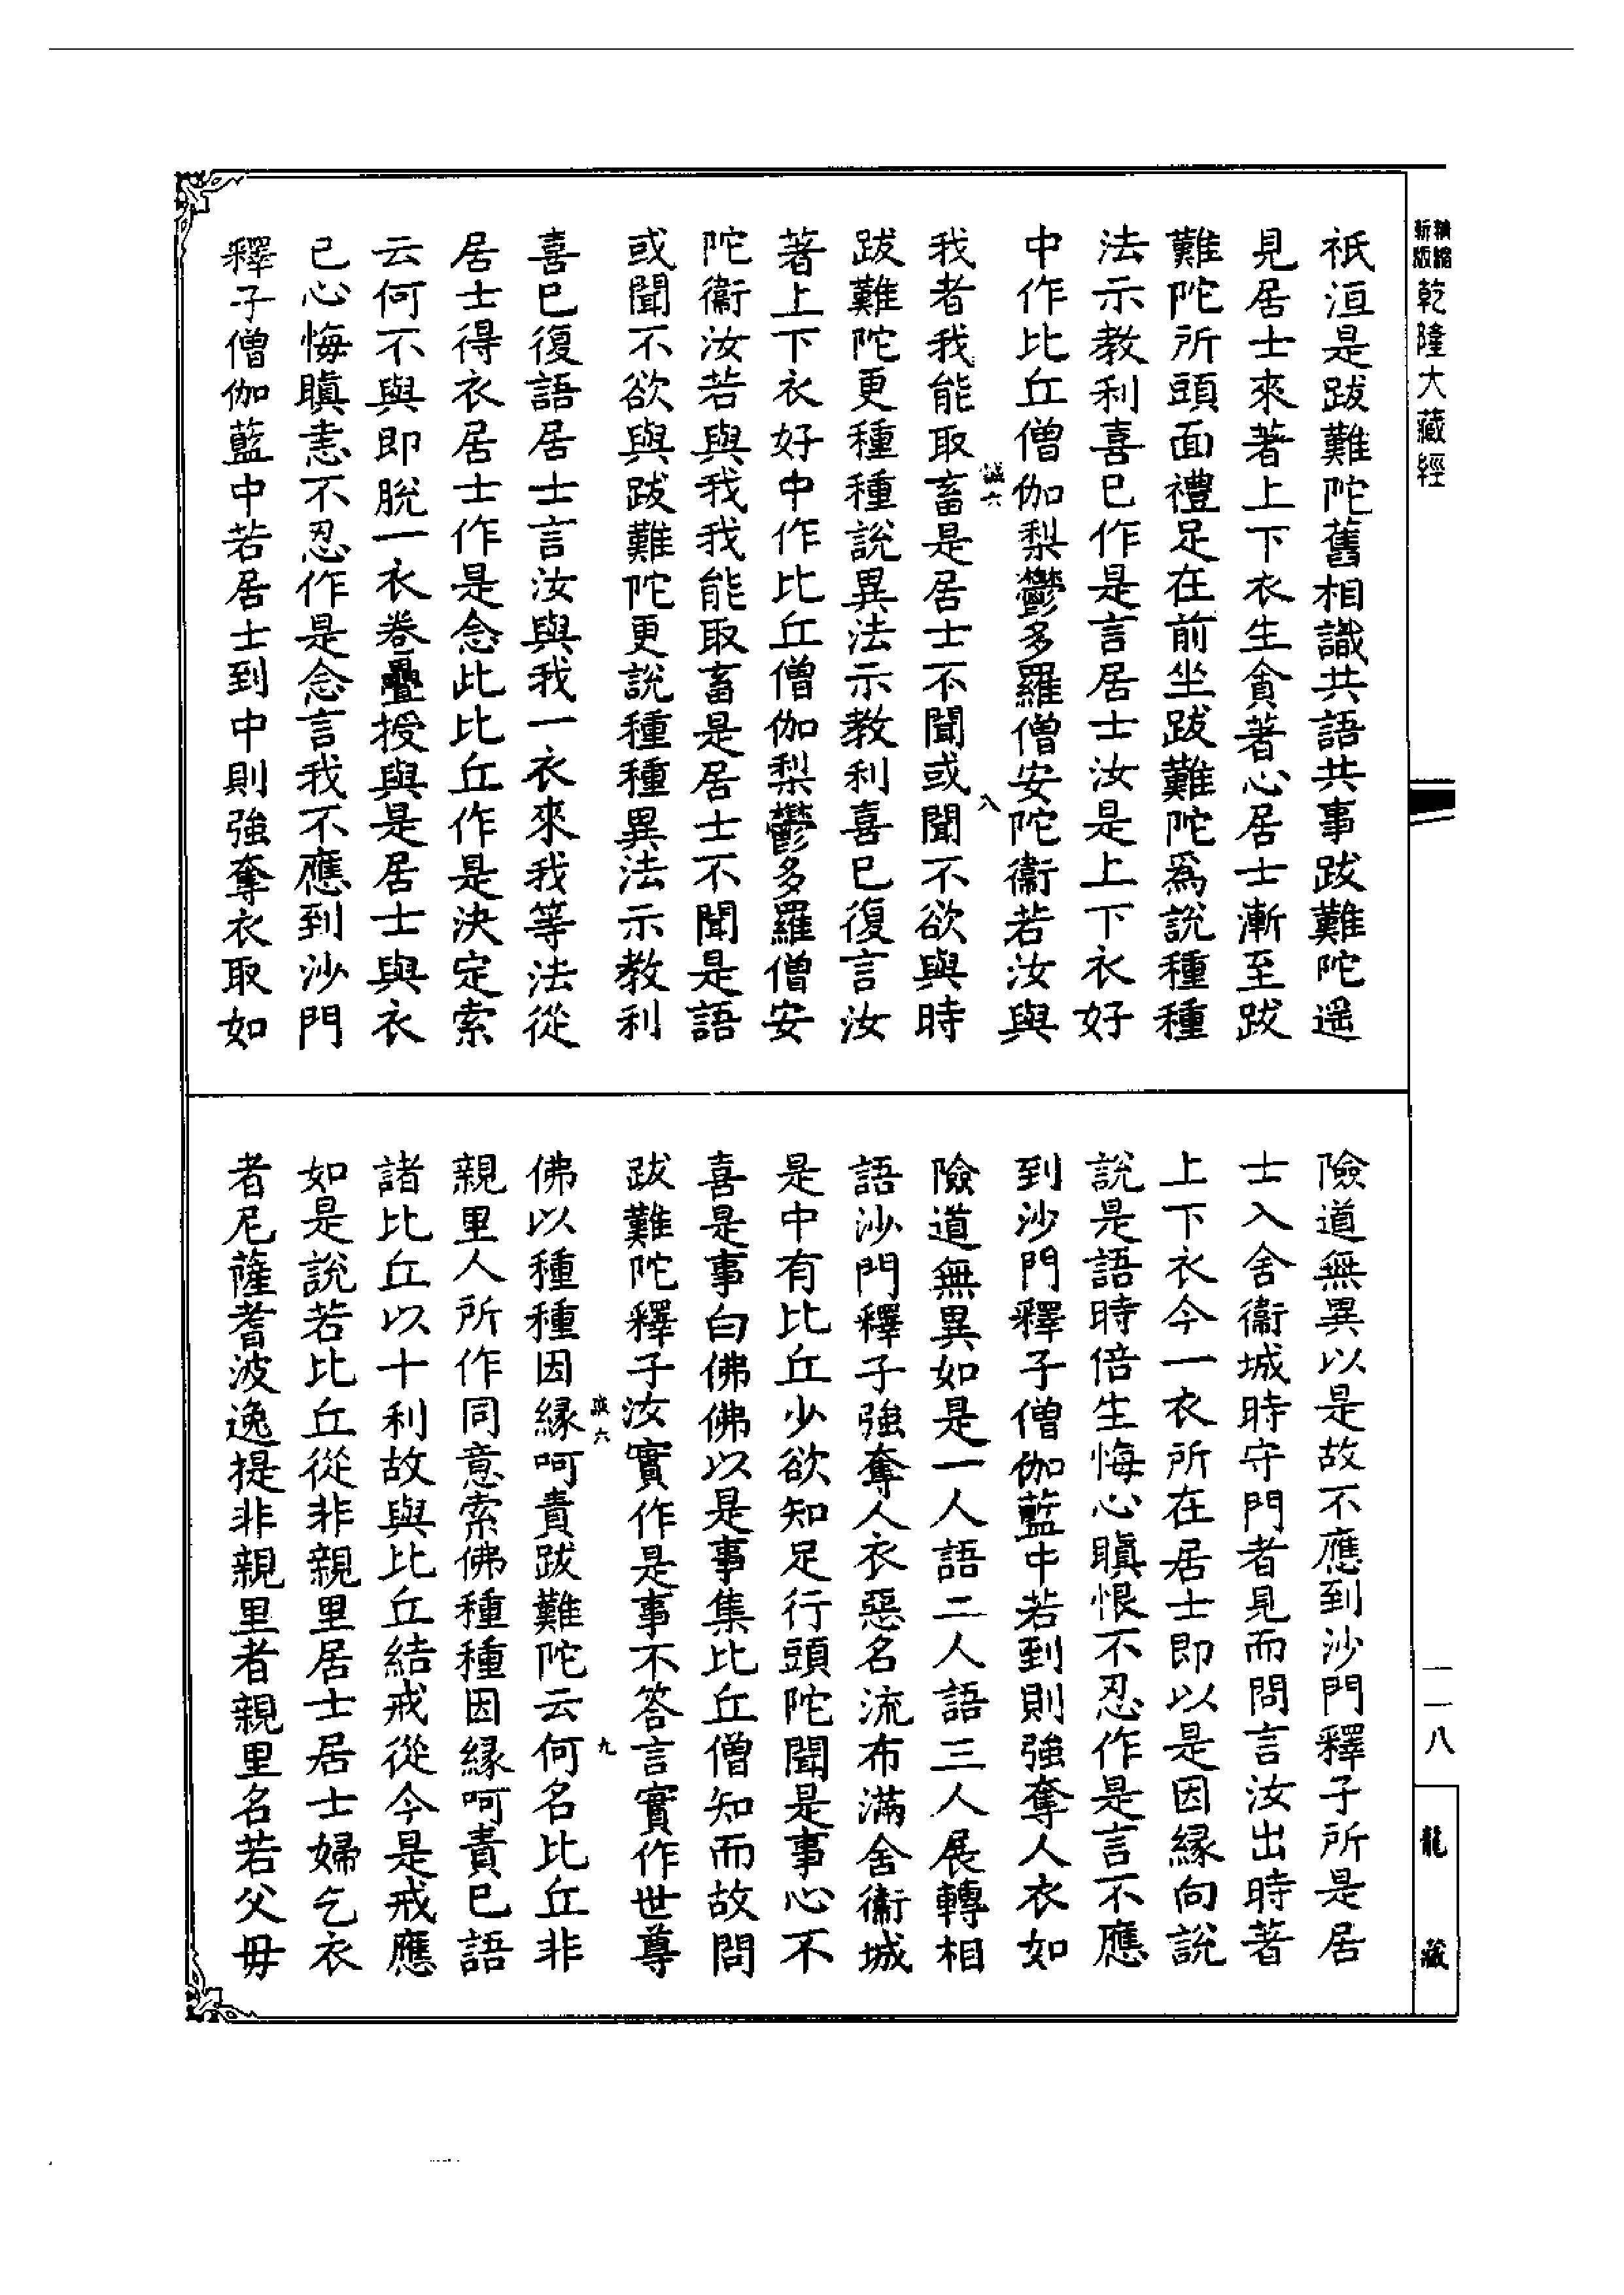 精縮
新版
乾隆大藏經
祇洹是跋難陀舊相識共語共事跋難陀遥
見居士來著上下衣生貪著心居士漸至跋
難陀所頭面禮足在前坐跋難陀爲說種種
法示教利喜巳作是言居士汝是上下衣好
中作比丘僧伽梨鬱多羅僧安陀衞若汝與
誠六
八
我者我能取畜是居士不聞或聞不欲與時
跋難陀更種種說異法示教利喜巳復言汝
著上下衣好中作比丘僧伽梨鬱多羅僧安
陀衞汝若與我我能取畜是居士不聞是語
或聞不欲與跋難陀更說種種異法示教利
喜巳復語居士言汝與我一衣來我等法從
居士得衣居士作是念此比丘作是決定索
云何不與即脫一衣卷疊授與是居士與衣
巳心悔瞋恚不忍作是念言我不應到沙門
釋子僧伽藍中若居士到中則強奪衣取如
險道無異以是故不應到沙門釋子所是居
士入舍衞城時守門者見而問言汝出時著
上下衣今一衣所在居士即以是因緣向說
說是語時倍生悔心瞋恨不忍作是言不應
到沙門釋子僧伽藍中若到則強奪人衣如
險道無異如是一人語二人語三人展轉相
語沙門釋子強奪人衣惡名流布滿舍衞城
是中有比丘少欲知足行頭陀聞是事心不
喜是事白佛佛以是事集比丘僧知而故問
跋難陀釋子汝實作是事不答言實作世尊
誠六
九
佛以種種因緣呵責跋難陀云何名比丘非
親里人所作同意索佛種種因緣呵責巳語
諸比丘以十利故與比丘結戒從今是戒應
如是說若比丘從非親里居士居士婦乞衣
者尼薩耆波逸提非親里者親里名若父毋
一一八
龍藏